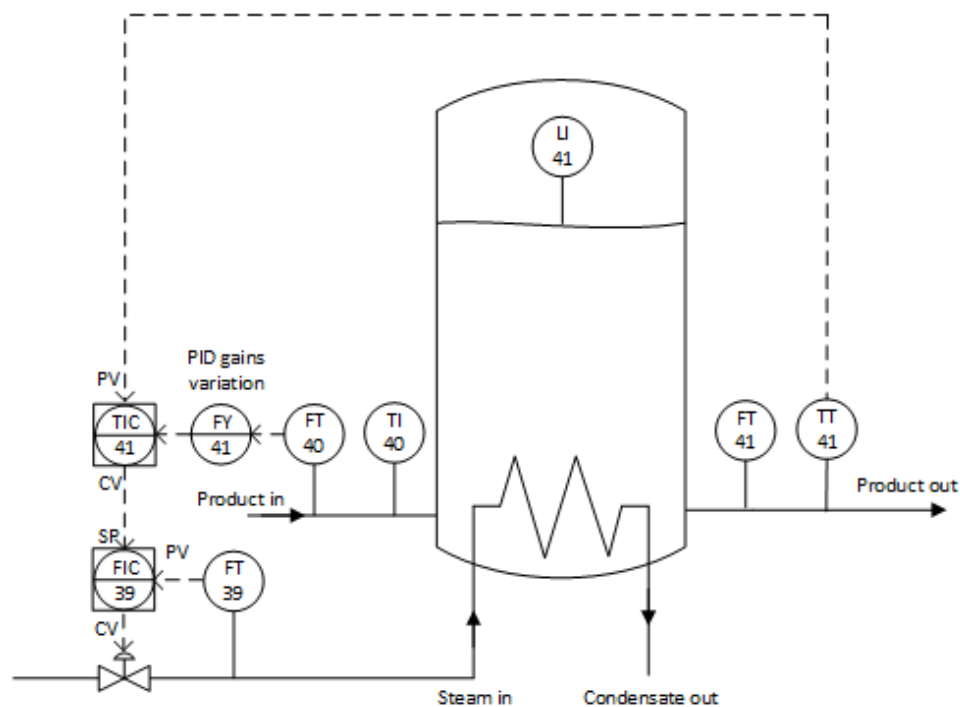 LI
41
PID gains
variation
PV
TIC
41
FY
41
FT
40
TI
40
FT
41
TT
41
CV
Product in
Product out
SP
PV
FIC
39
FT
39
CV
Steam in
Condensate out